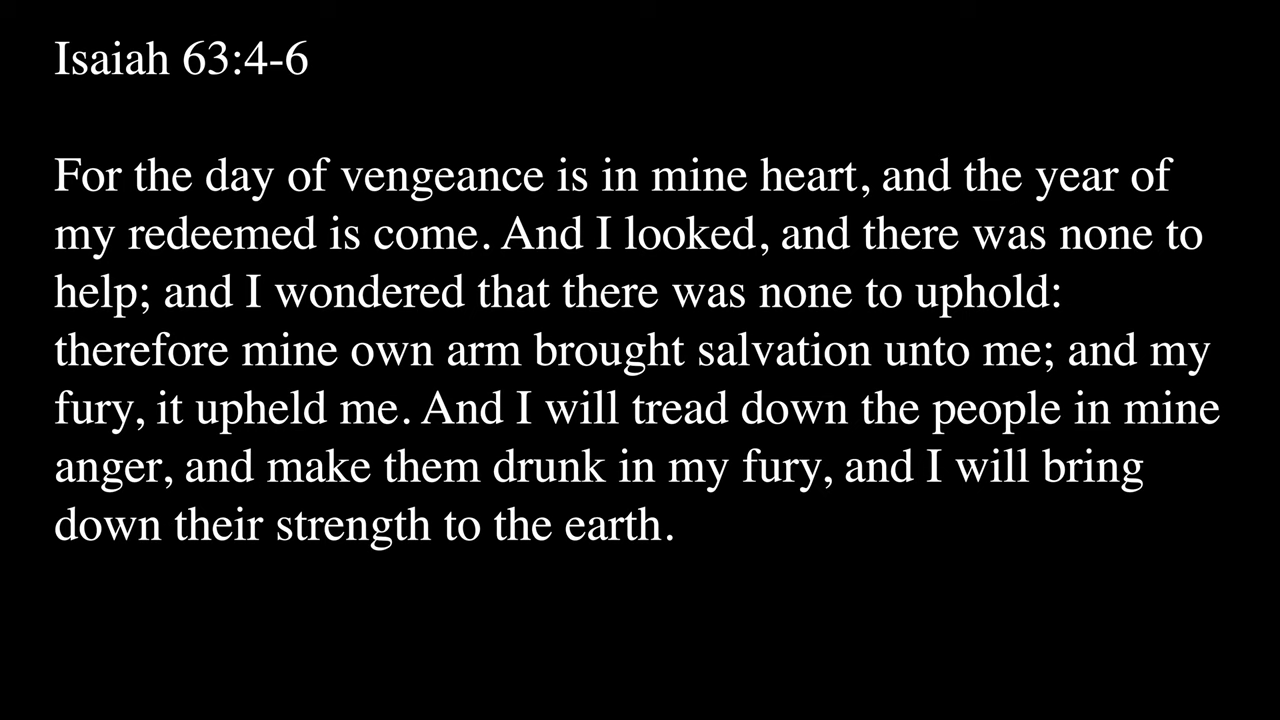 Isaiah 63:4-6
For the day of vengeance is in mine heart, and the year of
my redeemed is come. And I looked, and there was none to
help; and I wondered that there was none to uphold:
therefore mine own arm brought salvation unto me; and my
fury, it upheld me. And I will tread down the people in mine
anger, and make them drunk in my fury, and I will bring
down their strength to the earth.